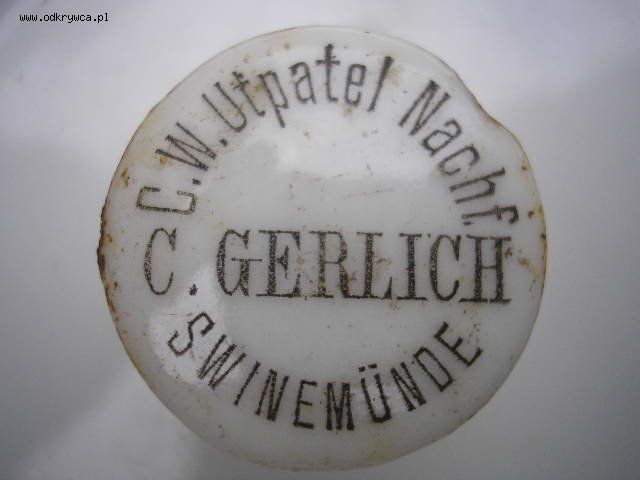 www.odkrywca.pl
C.W.Utpatel Nachf.
C. GERLICH
SWINEMÜNDE